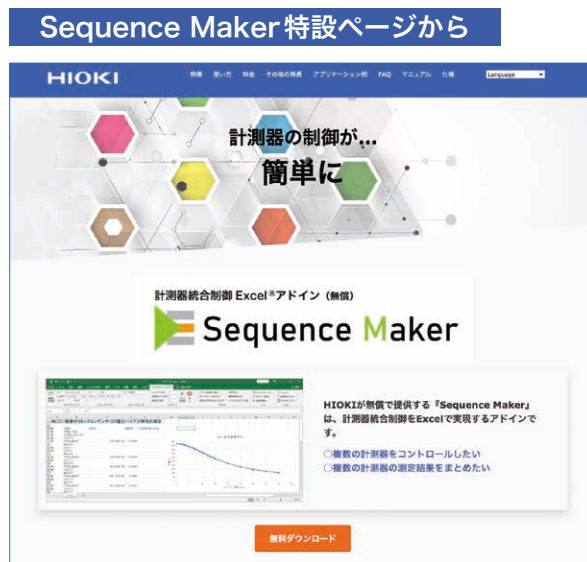 Sequence Maker特設ページから
HIOKI
特長 使い方 料金 その他の特長 アプリケーション例 FAQ マニュアル 仕様 Language
計測器の制御が...
簡単に
計測器統合制御 Excel®アドイン（無償）
Sequence Maker
HIOKIが無償で提供する『Sequence Maker』
は、計測器統合制御をExcelで実現するアドインで
す。
○複数の計測器をコントロールしたい
○複数の計測器の測定結果をまとめたい
無料ダウンロード